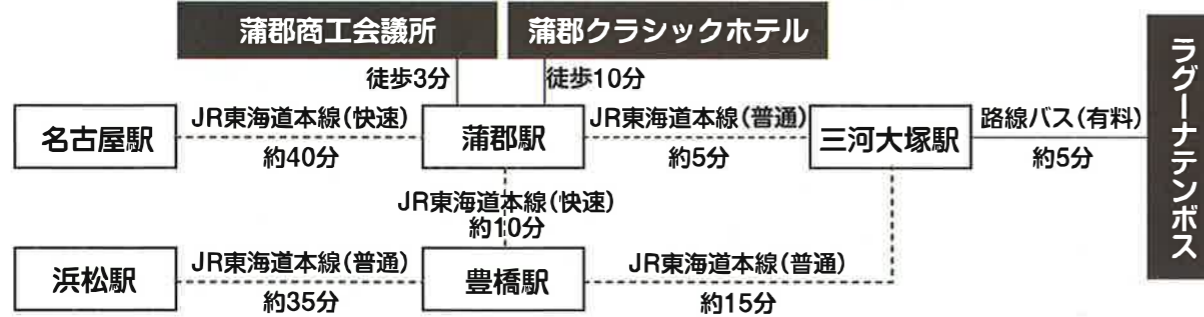 蒲郡商工会議所
蒲郡クラシックホテル
徒歩3分
徒歩10分
名古屋駅
JR東海道本線(快速)
約40分
蒲郡駅
JR東海道本線(普通)
約5分
三河大塚駅
路線バス(有料)
約5分
ラグーナテンボス
JR東海道本線(快速)
約10分
浜松駅
JR東海道本線(普通)
約35分
豊橋駅
JR東海道本線(普通)
約15分